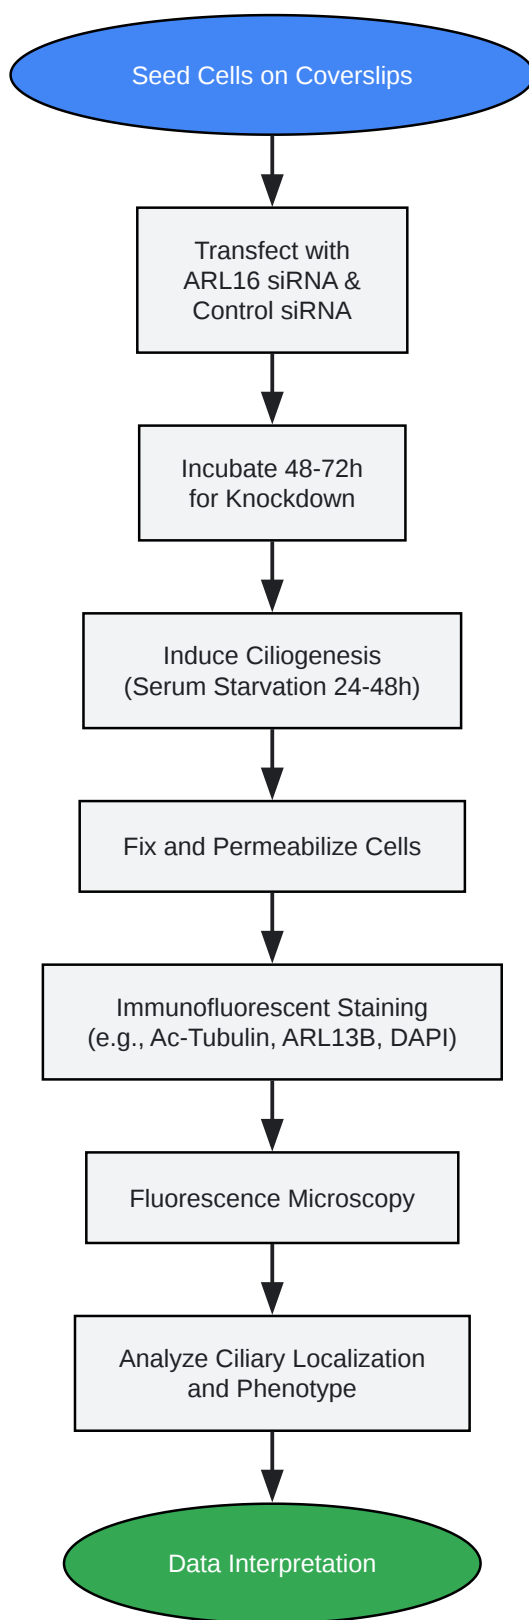 Seed Cells on Coverslips
Transfect with
ARL16 siRNA &
Control siRNA
Incubate 48-72h
for Knockdown
Induce Ciliogenesis
(Serum Starvation 24-48h)
Fix and Permeabilize Cells
Immunofluorescent Staining
(e.g., Ac-Tubulin, ARL13B, DAPI)
Fluorescence Microscopy
Analyze Ciliary Localization
and Phenotype
Data Interpretation